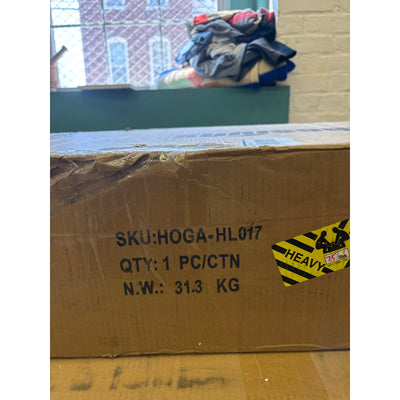 SKU:HOGA-HL017
QTY: 1 PC/CTN
N.W.: 31.3 KG
HEAVY